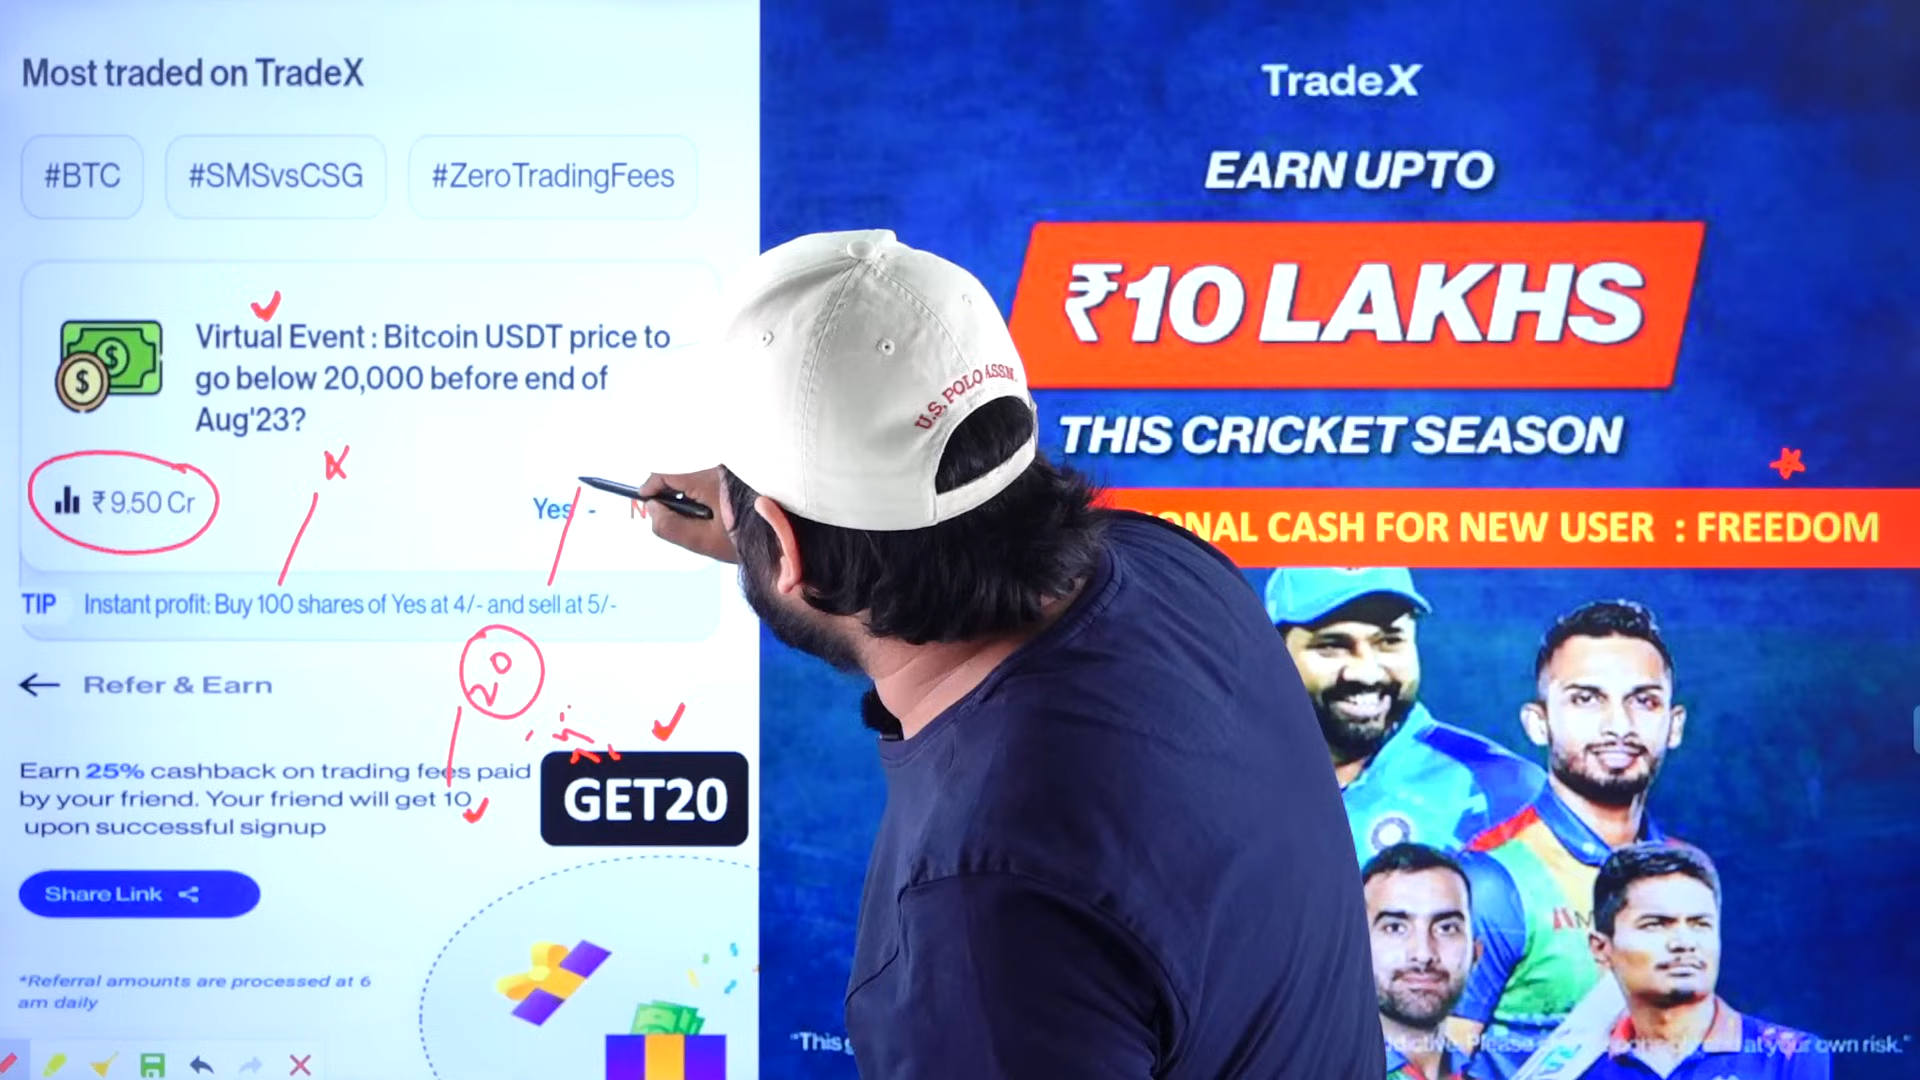 Most traded on TradeX
#BTC
#SMSvsCSG
#ZeroTradingFees
Virtual Event : Bitcoin USDT price to
go below 20,000 before end of
Aug'23?
₹9.50 Cr
Yes -
TIP
Instant profit: Buy 100 shares of Yes at 4/- and sell at 5/-
20
Refer & Earn
Earn 25% cashback on trading fees paid
by your friend. Your friend will get 10
upon successful signup
GET20
Share Link
*Referral amounts are processed at 6
am daily
TradeX
EARN UPTO
₹10 LAKHS
THIS CRICKET SEASON
CASH FOR NEW USER : FREEDOM
U.S. POLO ASSN.
"This
Please
at your own risk."